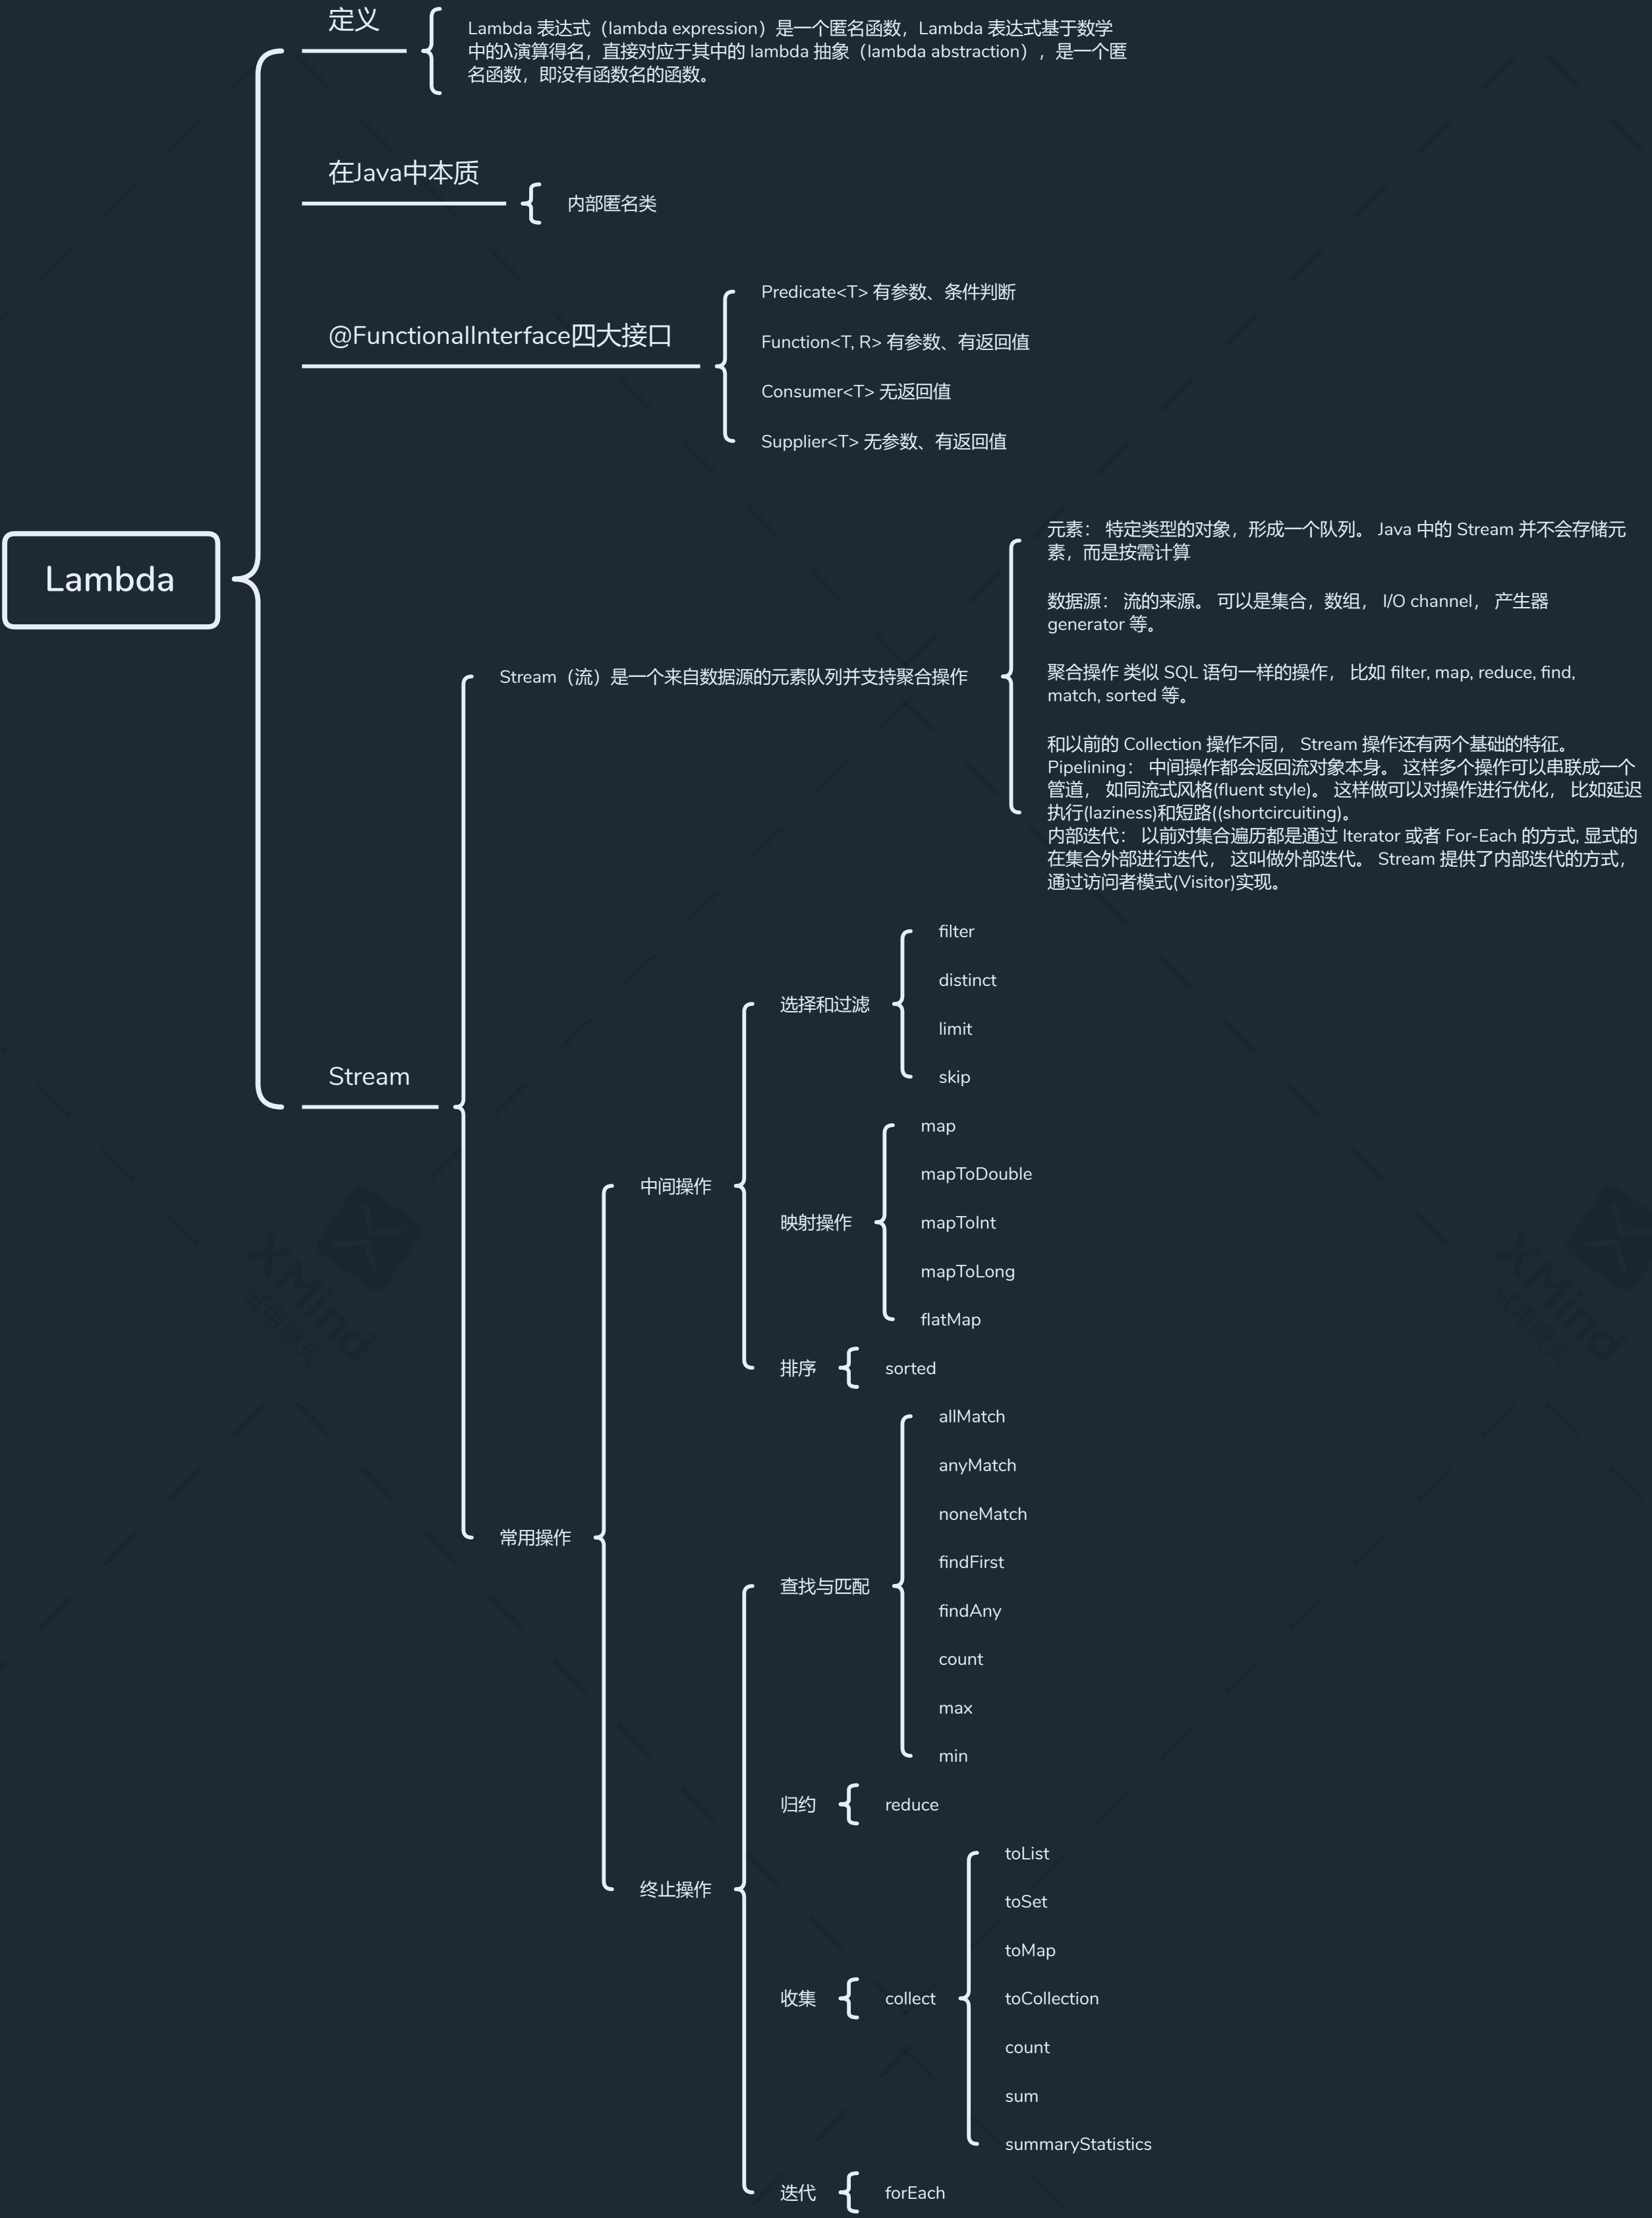 定义
Lambda 表达式（lambda expression）是一个匿名函数，Lambda 表达式基于数学
中的λ演算得名，直接对应于其中的 lambda 抽象（lambda abstraction），是一个匿
名函数，即没有函数名的函数。
在Java中本质
内部匿名类
@FunctionalInterface四大接口
Predicate<T> 有参数、条件判断
Function<T, R> 有参数、有返回值
Consumer<T> 无返回值
Supplier<T> 无参数、有返回值
Lambda
Stream
Stream（流）是一个来自数据源的元素队列并支持聚合操作
元素： 特定类型的对象，形成一个队列。 Java 中的 Stream 并不会存储元
素，而是按需计算
数据源： 流的来源。 可以是集合，数组， I/O channel， 产生器
generator 等。
聚合操作 类似 SQL 语句一样的操作， 比如 filter, map, reduce, find,
match, sorted 等。
和以前的 Collection 操作不同， Stream 操作还有两个基础的特征。
Pipelining： 中间操作都会返回流对象本身。 这样多个操作可以串联成一个
管道， 如同流式风格(fluent style)。 这样做可以对操作进行优化， 比如延迟
执行(laziness)和短路((shortcircuiting)。
内部迭代： 以前对集合遍历都是通过 Iterator 或者 For-Each 的方式, 显式的
在集合外部进行迭代， 这叫做外部迭代。 Stream 提供了内部迭代的方式，
通过访问者模式(Visitor)实现。
常用操作
中间操作
选择和过滤
filter
distinct
limit
skip
映射操作
map
mapToDouble
mapToInt
mapToLong
flatMap
排序
sorted
终止操作
查找与匹配
allMatch
anyMatch
noneMatch
findFirst
findAny
count
max
min
归约
reduce
收集
collect
toList
toSet
toMap
toCollection
count
sum
summaryStatistics
迭代
forEach
XMind
试用模式
XMind
试用模式